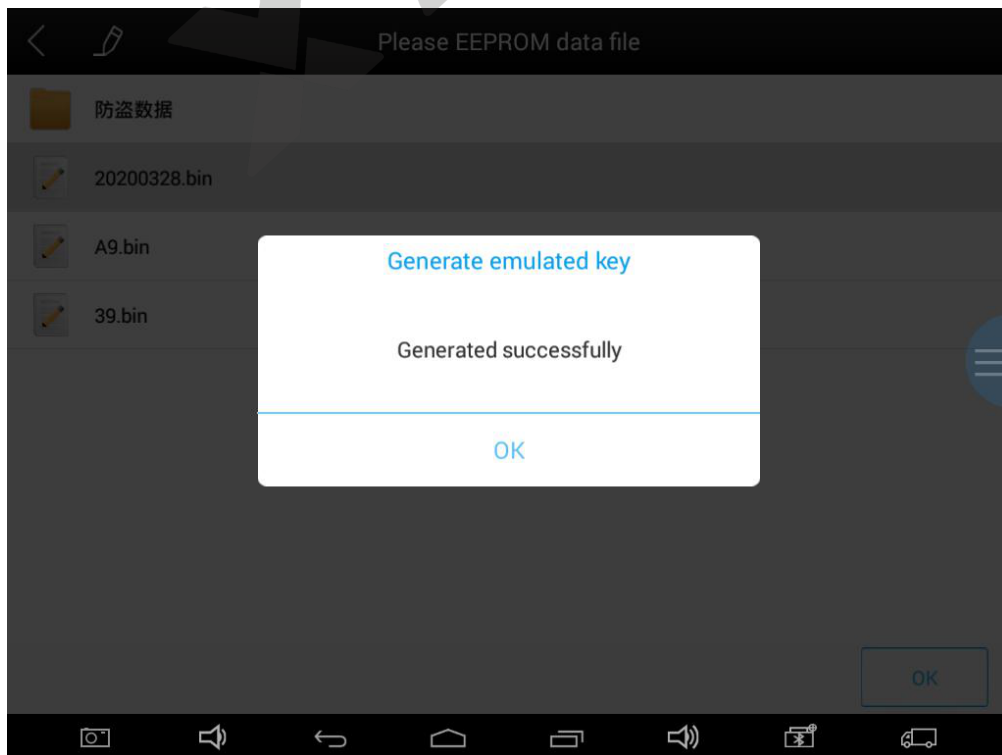 Please EEPROM data file
防盗数据
20200328.bin
A9.bin
39.bin
Generate emulated key
Generated successfully
OK
OK